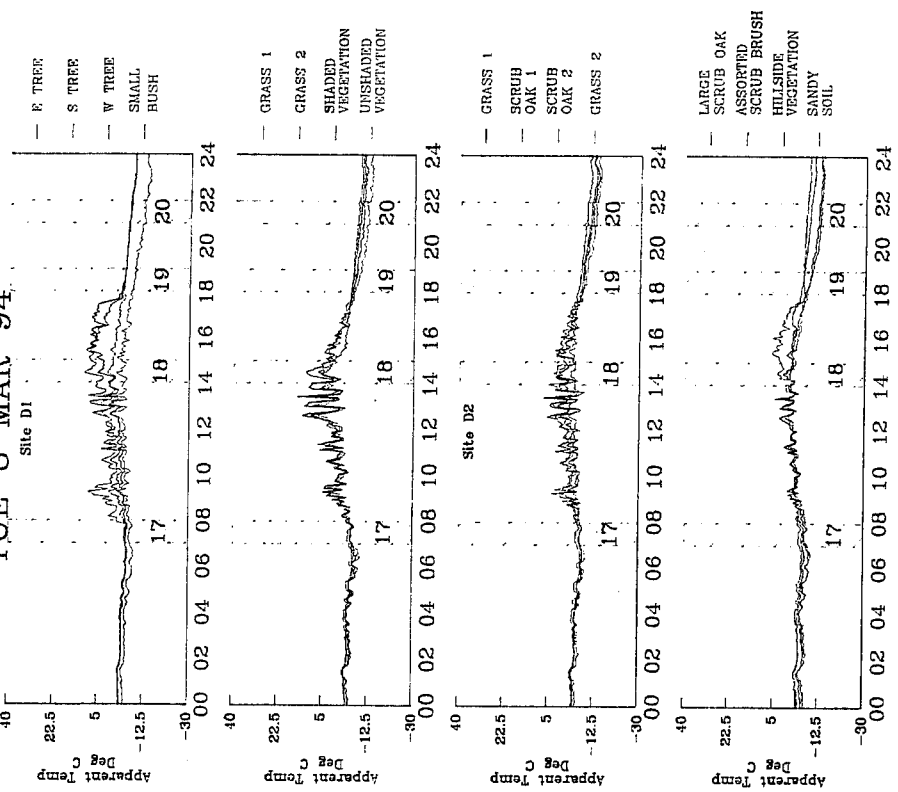 TUE 8 MAR 94
Site D1
40
22.5
5
-12.5
-30
Apparent Temp
Deg C
E TREE
S TREE
W TREE
SMALL
BUSH
17 18 19 20
00 02 04 06 08 10 12 14 16 18 20 22 24
40
22.5
5
-12.5
-30
Apparent Temp
Deg C
GRASS 1
GRASS 2
SHADED
VEGETATION
UNSHADED
VEGETATION
17 18 19 20
00 02 04 06 08 10 12 14 16 18 20 22 24
Site D2
40
22.5
5
-12.5
-30
Apparent Temp
Deg C
GRASS 1
SCRUB
OAK 1
SCRUB
OAK 2
GRASS 2
17 18 19 20
00 02 04 06 08 10 12 14 16 18 20 22 24
40
22.5
5
-12.5
-30
Apparent Temp
Deg C
LARGE
SCRUB OAK
ASSORTED
SCRUB BRUSH
HILLSIDE
VEGETATION
SANDY
SOIL
17 18 19 20
00 02 04 06 08 10 12 14 16 18 20 22 24